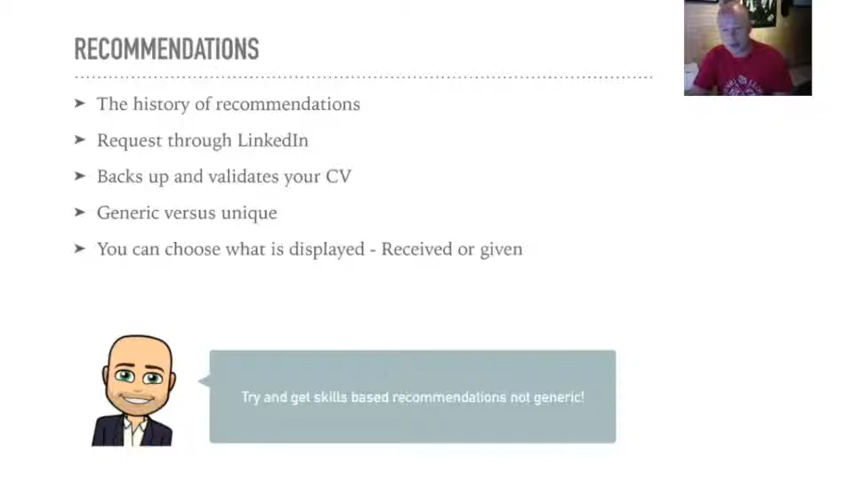 RECOMMENDATIONS
The history of recommendations
Request through LinkedIn
Backs up and validates your CV
Generic versus unique
You can choose what is displayed - Received or given
Try and get skills based recommendations not generic!